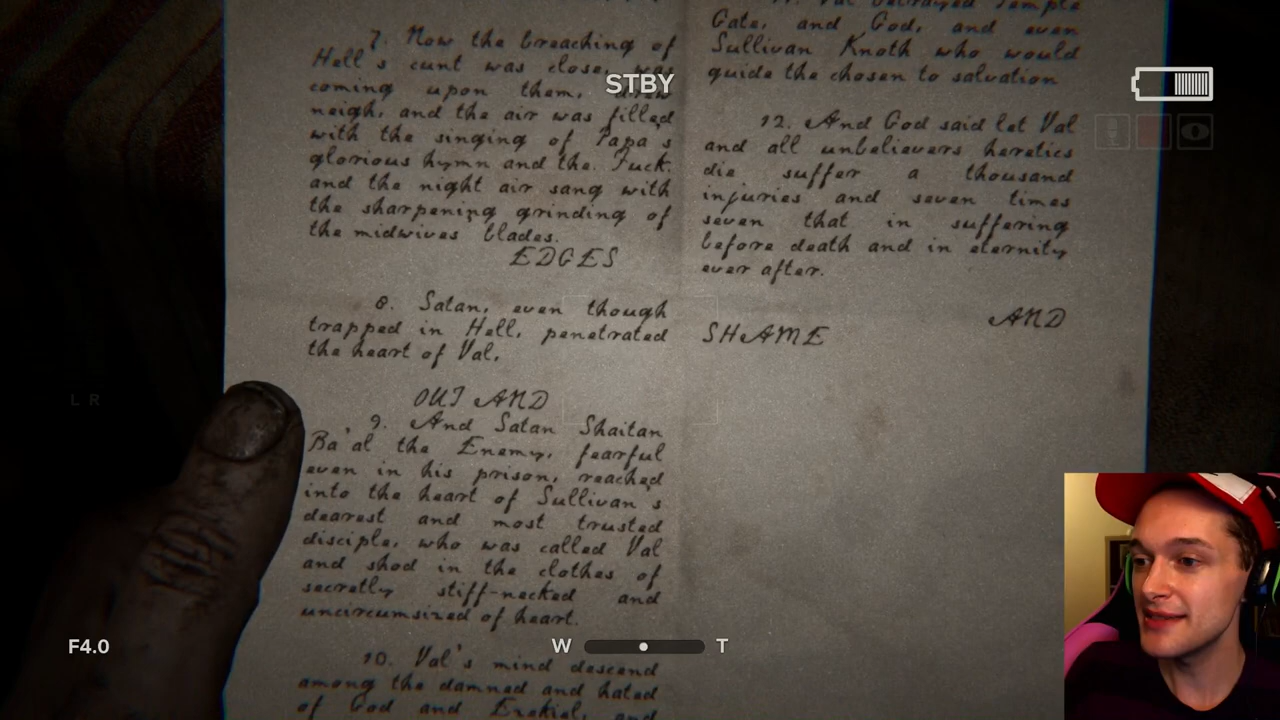 7. Now the breaching of
Hell's cunt was close, was
coming upon them, drew
neigh, and the air was filled
with the singing of Papa's
glorious hymn and the. Fuck.
and the night air sang with
the sharpening grinding of
the midwives blades.
EDGES
8. Satan, even though
trapped in Hell, penetrated
the heart of Val.
OUT AND
9. And Satan Shaitan
Ba'al the Enemy, fearful
even in his prison, reached
into the heart of Sullivan's
dearest and most trusted
disciple, who was called Val
and shod in the clothes of
secretly stiff-necked and
uncircumsized of heart.
10. Val's mind descend
among the damned and hated
of God and Ezekiel, and
11. Val betrayed Temple
Gate, and God, and even
Sullivan Knoth who would
guide the chosen to salvation
12. And God said let Val
and all unbelievers heretics
die suffer a thousand
injuries and seven times
seven that in suffering
before death and in eternity
ever after.
AND
SHAME
STBY
L R
F4.0
W T